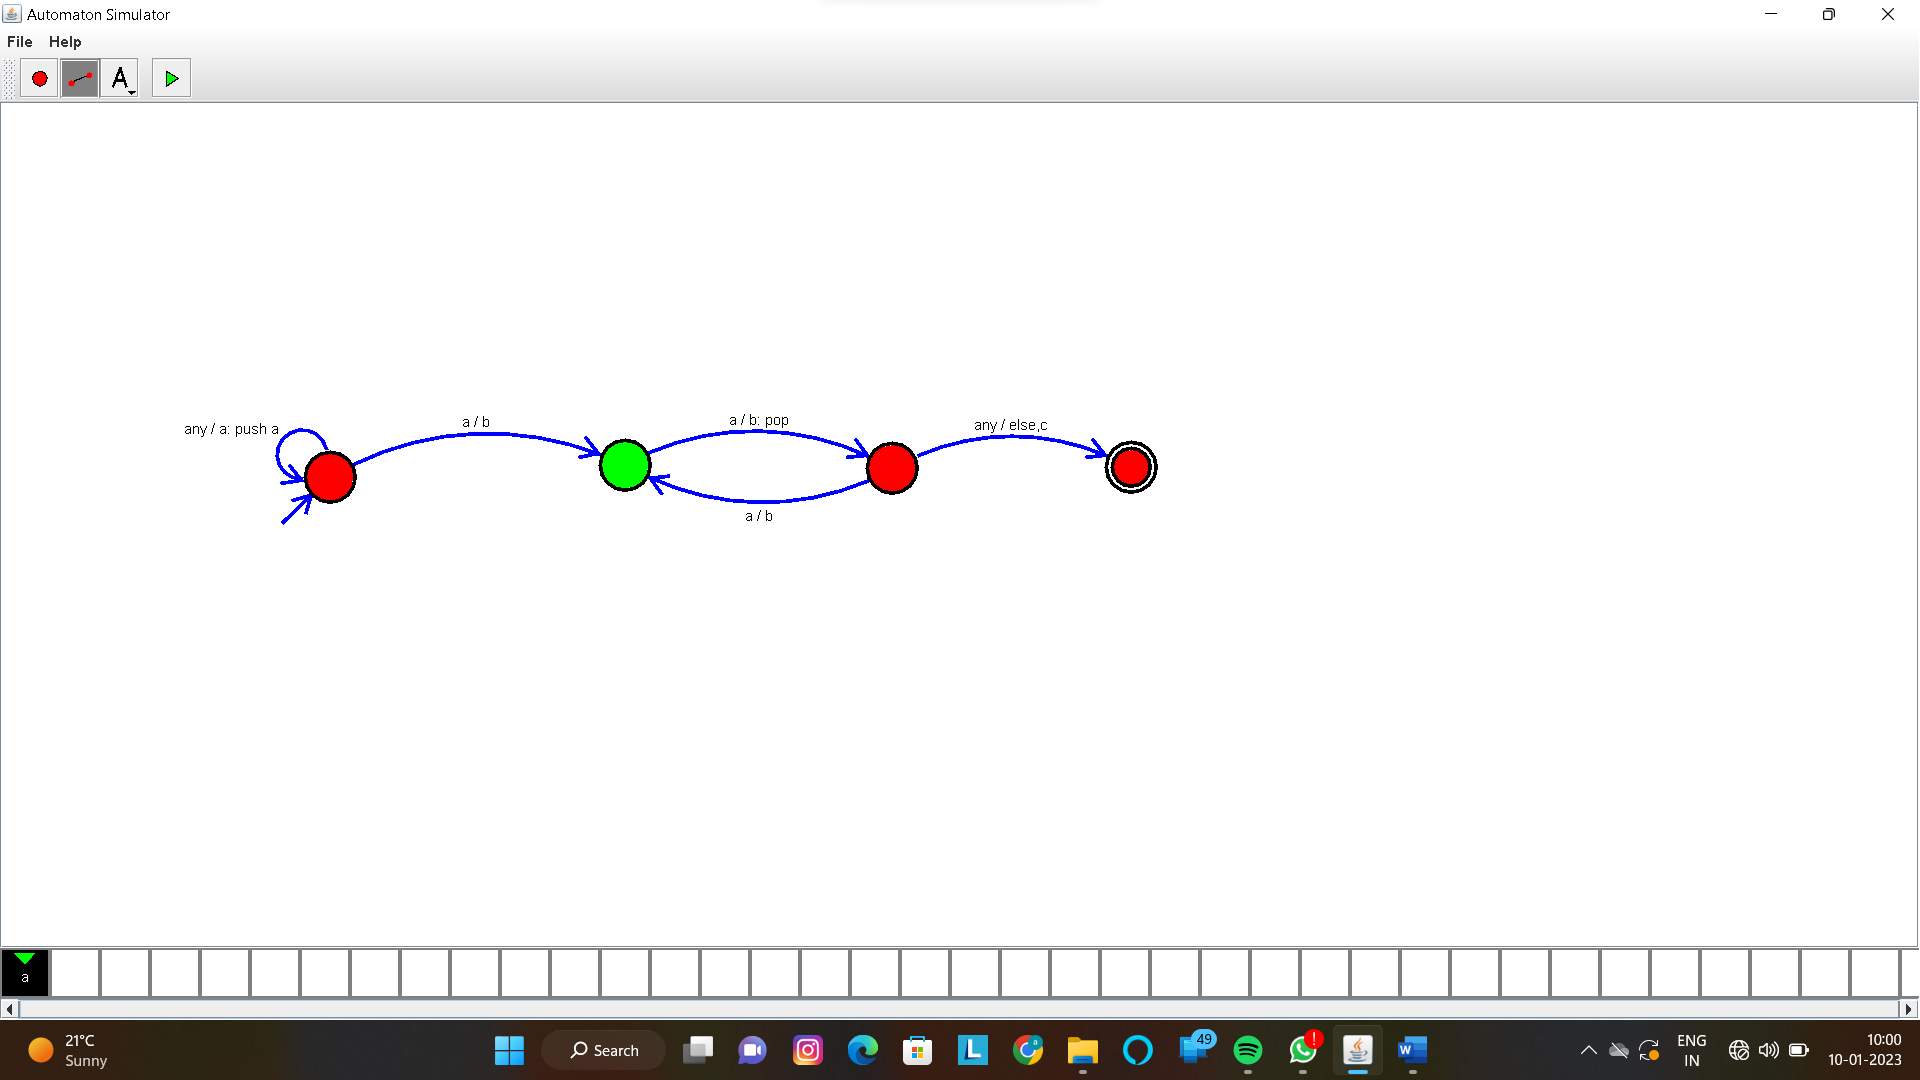 Automaton Simulator
File Help
A
any / a: push a
a / b
a / b: pop
any / else,c
a / b
a
21°C
Sunny
Search
49
ENG
IN
10:00
10-01-2023